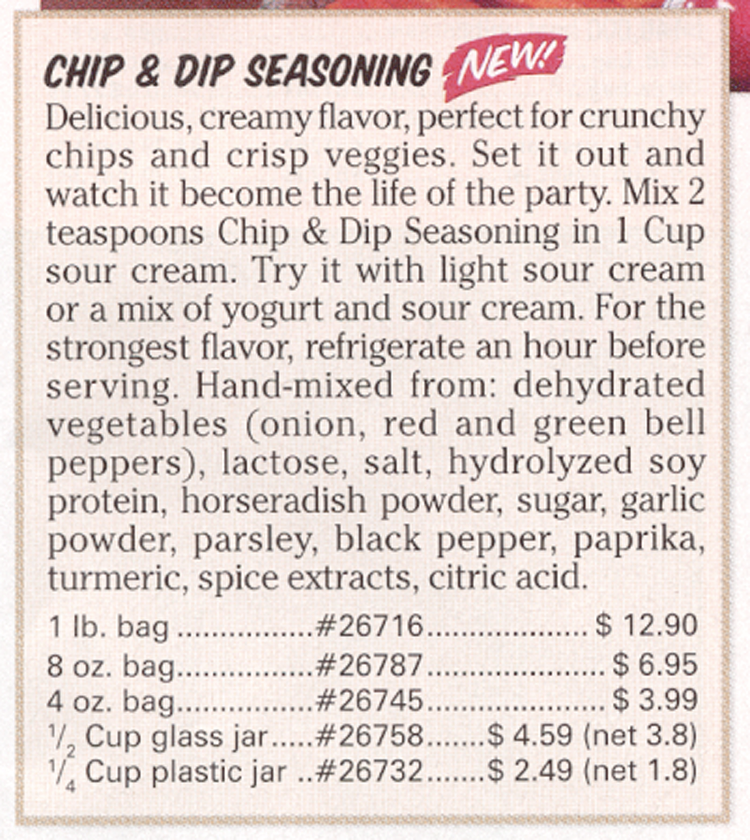 CHIP & DIP SEASONING NEW!
Delicious, creamy flavor, perfect for crunchy
chips and crisp veggies. Set it out and
watch it become the life of the party. Mix 2
teaspoons Chip & Dip Seasoning in 1 Cup
sour cream. Try it with light sour cream
or a mix of yogurt and sour cream. For the
strongest flavor, refrigerate an hour before
serving. Hand-mixed from: dehydrated
vegetables (onion, red and green bell
peppers), lactose, salt, hydrolyzed soy
protein, horseradish powder, sugar, garlic
powder, parsley, black pepper, paprika,
turmeric, spice extracts, citric acid.
1 lb. bag ................#26716................... $ 12.90
8 oz. bag................#26787..................... $ 6.95
4 oz. bag................#26745..................... $ 3.99
1/2 Cup glass jar.....#26758.......$ 4.59 (net 3.8)
1/4 Cup plastic jar ..#26732.......$ 2.49 (net 1.8)